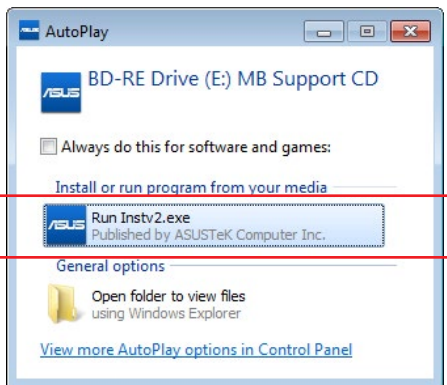 AutoPlay
BD-RE Drive (E:) MB Support CD
ASUS
Always do this for software and games:
Install or run program from your media
ASUS
Run Instv2.exe
Published by ASUSTeK Computer Inc.
General options
Open folder to view files
using Windows Explorer
View more AutoPlay options in Control Panel